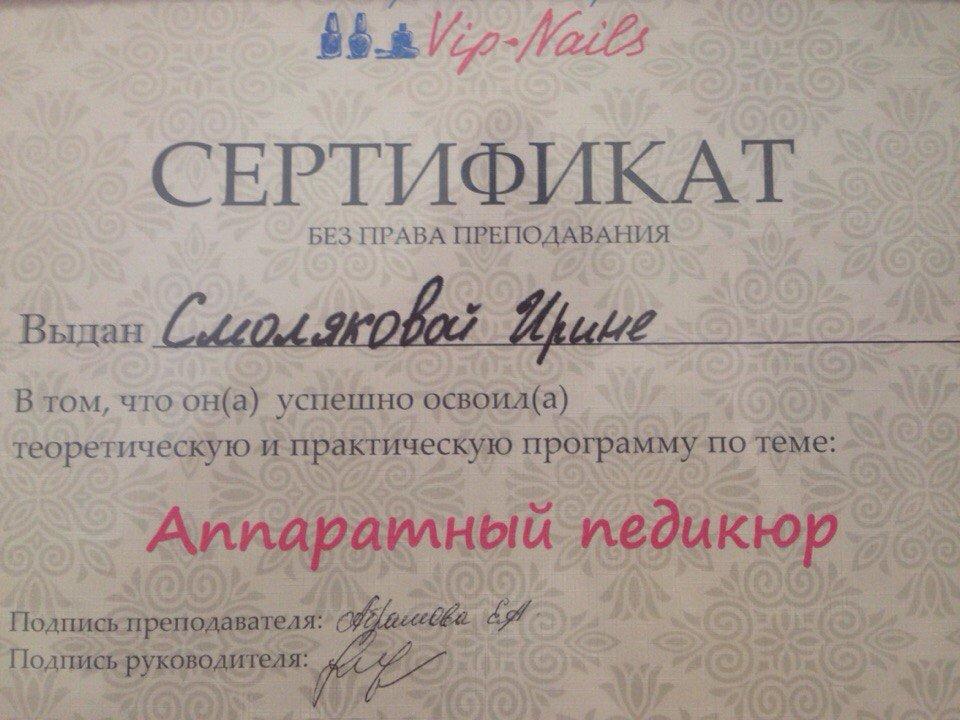 Vip-Nails
СЕРТИФИКАТ
БЕЗ ПРАВА ПРЕПОДАВАНИЯ
Выдан Смоляковой Ирине
В том, что он(а) успешно освоил(а)
теоретическую и практическую программу по теме:
Аппаратный педикюр
Подпись преподавателя: Абрамова Е.А.
Подпись руководителя: